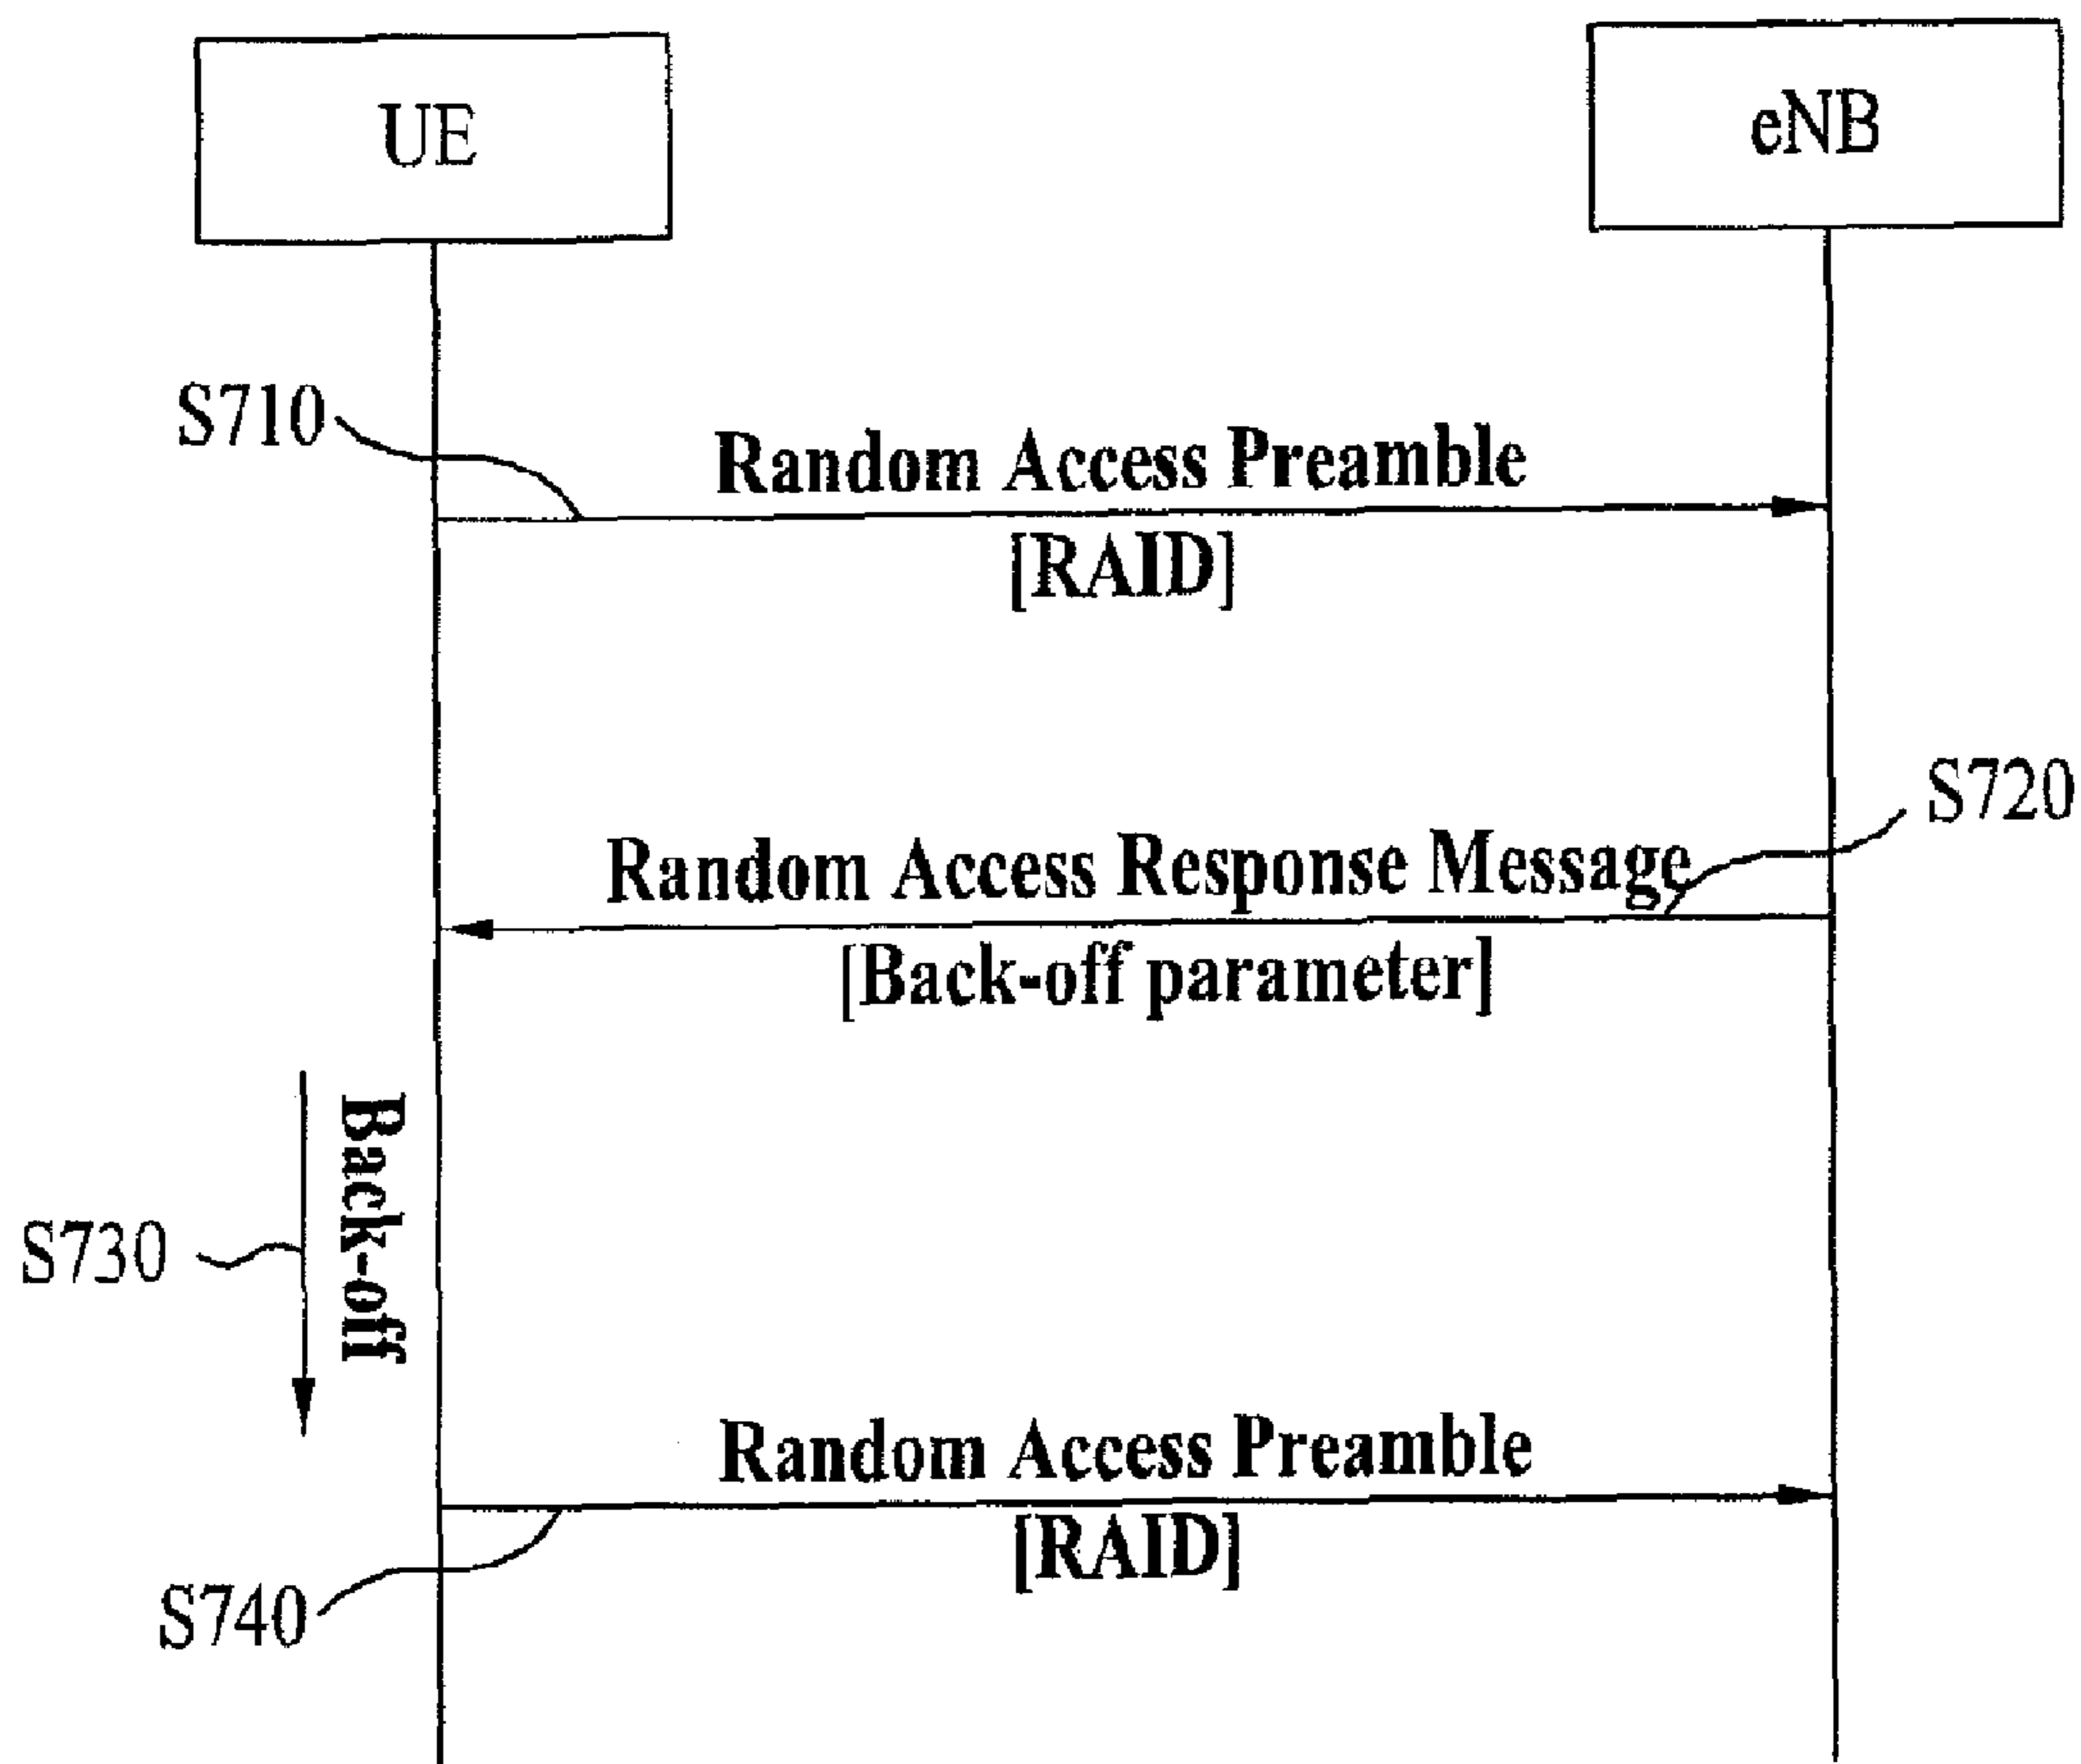 UE
eNB
S710
Random Access Preamble
[RAID]
S720
Random Access Response Message
[Back-off parameter]
Back-off
S730
Random Access Preamble
[RAID]
S740